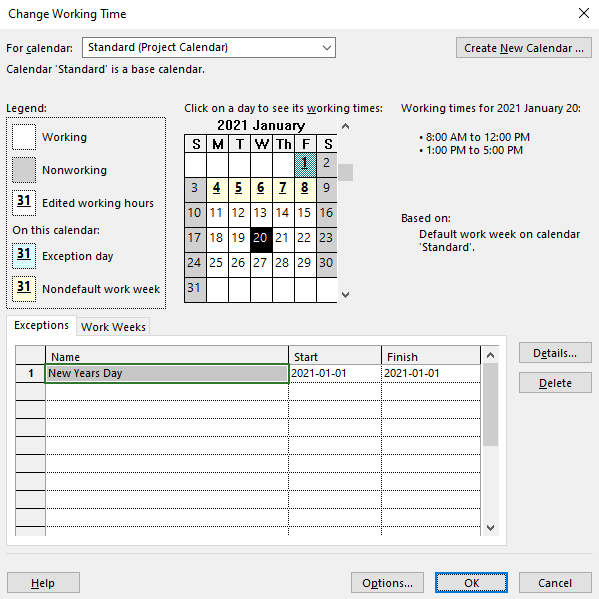 Change Working Time
For calendar: Standard (Project Calendar) Create New Calendar ...
Calendar 'Standard' is a base calendar.
Legend:
Working
Nonworking
31 Edited working hours
On this calendar:
31 Exception day
31 Nondefault work week
Click on a day to see its working times:
2021 January
S M T W Th F S
1 2
3 4 5 6 7 8 9
10 11 12 13 14 15 16
17 18 19 20 21 22 23
24 25 26 27 28 29 30
31
Working times for 2021 January 20:
• 8:00 AM to 12:00 PM
• 1:00 PM to 5:00 PM
Based on:
Default work week on calendar
'Standard'.
Exceptions Work Weeks
Name Start Finish
1 New Years Day 2021-01-01 2021-01-01
Details...
Delete
Help Options... OK Cancel